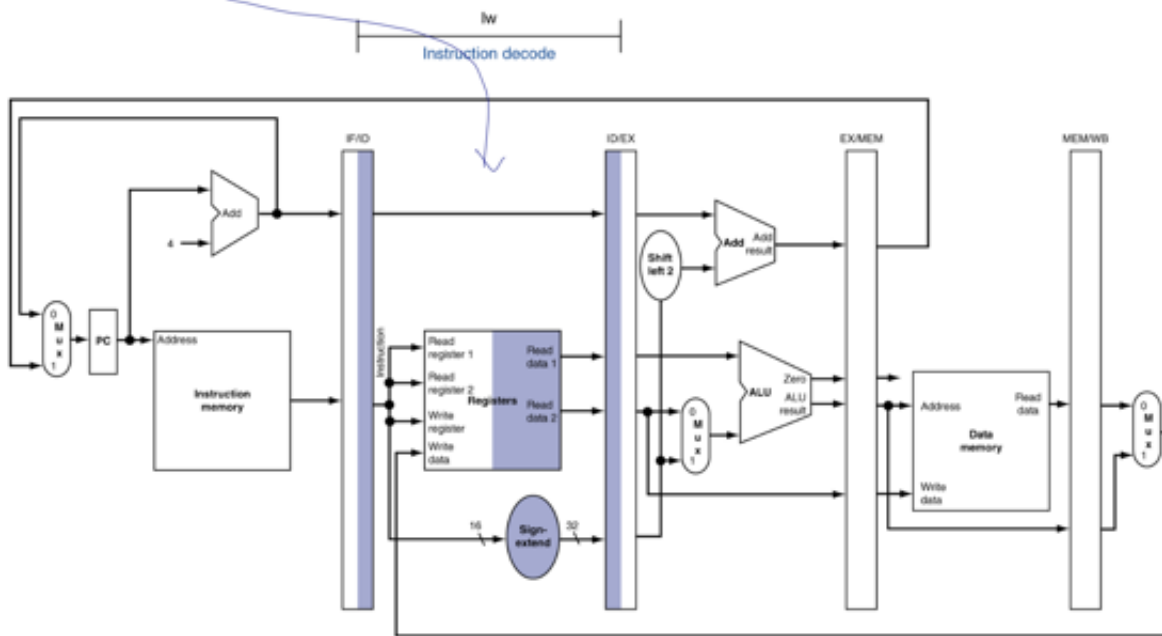 lw
Instruction decode
IF/ID
ID/EX
EX/MEM
MEM/WB
Add
4
Shift
left 2
Add
Add
result
0
M
u
x
1
PC
Address
Instruction
memory
Instruction
Read
register 1
Read
register 2
Write
register
Write
data
Registers
Read
data 1
Read
data 2
16
Sign-
extend
32
0
M
u
x
1
Zero
ALU
ALU
result
Address
Read
data
Data
memory
Write
data
0
M
u
x
1